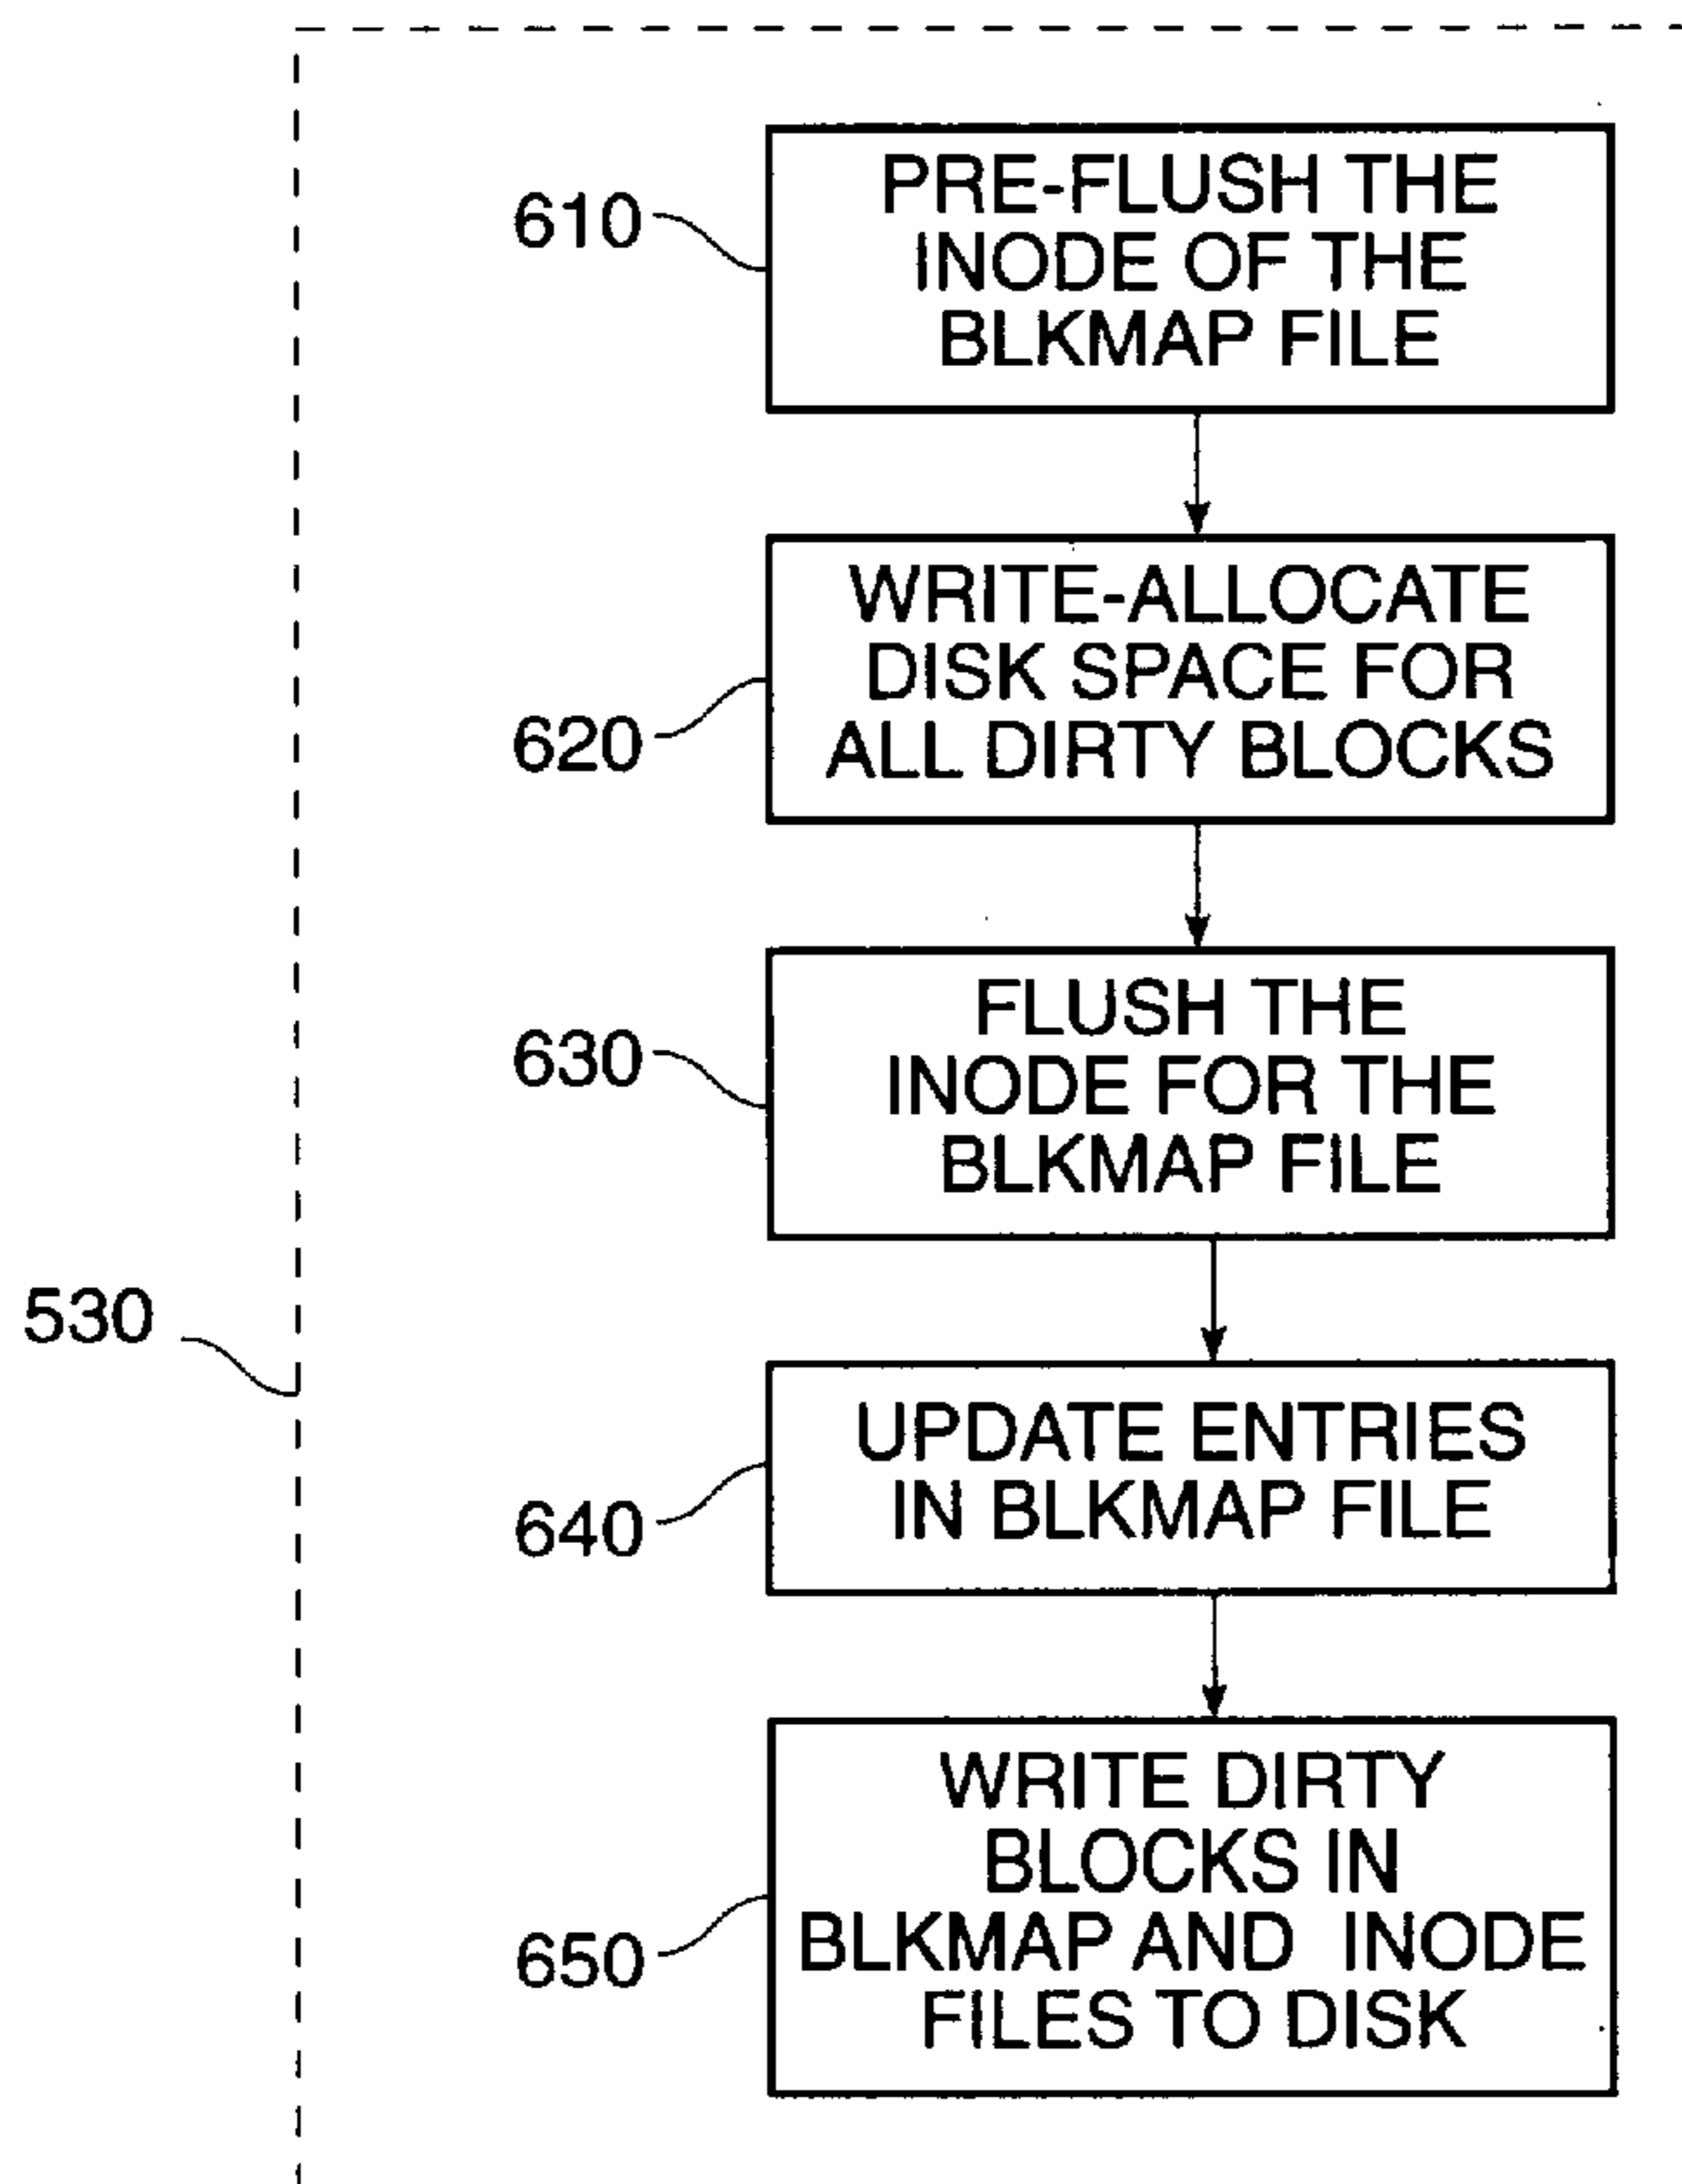 610
PRE-FLUSH THE
INODE OF THE
BLKMAP FILE
620
WRITE-ALLOCATE
DISK SPACE FOR
ALL DIRTY BLOCKS
630
FLUSH THE
INODE FOR THE
BLKMAP FILE
530
640
UPDATE ENTRIES
IN BLKMAP FILE
650
WRITE DIRTY
BLOCKS IN
BLKMAP AND INODE
FILES TO DISK